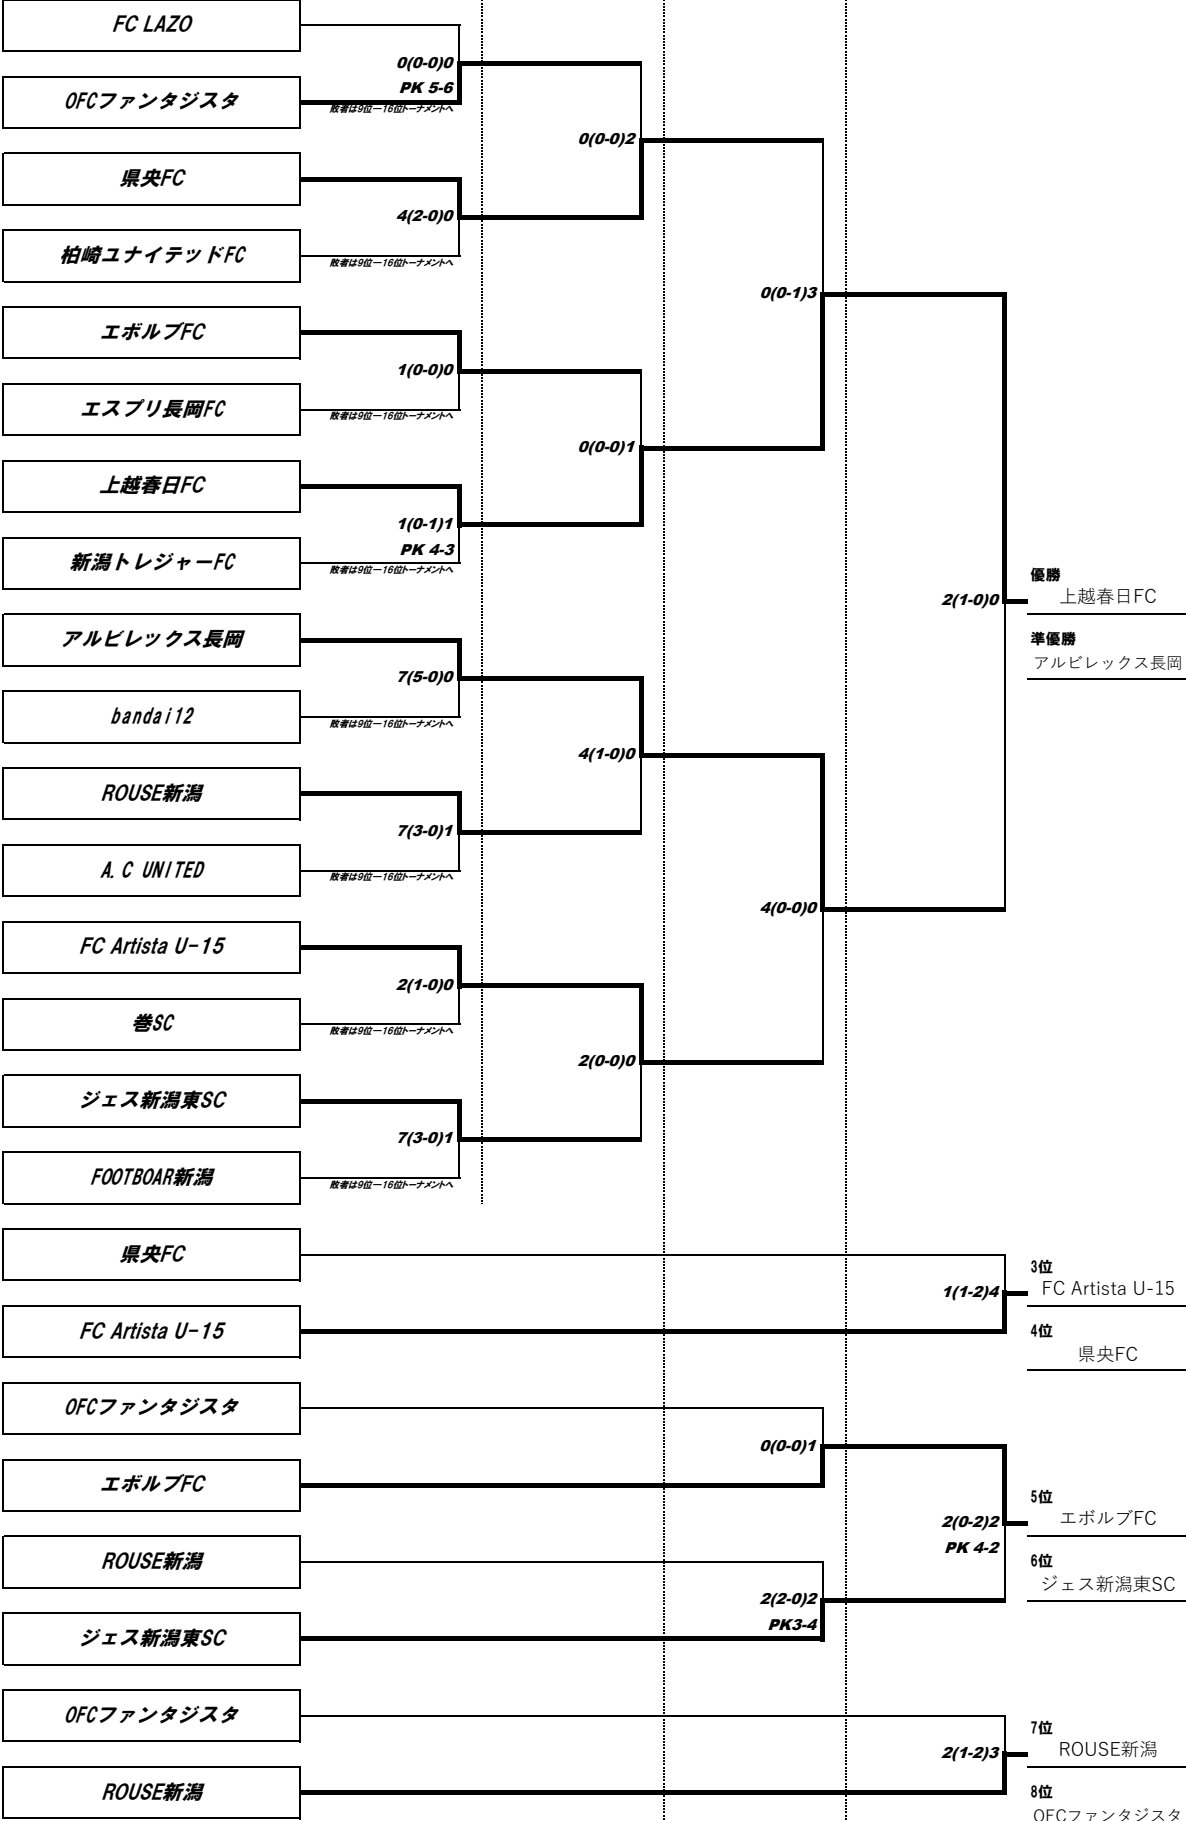 FC LAZO
0(0-0)0
PK 5-6
OFCファンタジスタ
敗者は9位ー16位トーナメントへ
0(0-0)2
県央FC
4(2-0)0
柏崎ユナイテッドFC
敗者は9位ー16位トーナメントへ
0(0-1)3
エボルブFC
1(0-0)0
エスプリ長岡FC
敗者は9位ー16位トーナメントへ
0(0-0)1
上越春日FC
1(0-1)1
PK 4-3
新潟トレジャーFC
敗者は9位ー16位トーナメントへ
優勝
上越春日FC
2(1-0)0
準優勝
アルビレックス長岡
アルビレックス長岡
7(5-0)0
bandai12
敗者は9位ー16位トーナメントへ
4(1-0)0
ROUSE新潟
7(3-0)1
A.C UNITED
敗者は9位ー16位トーナメントへ
4(0-0)0
FC Artista U-15
2(1-0)0
巻SC
敗者は9位ー16位トーナメントへ
2(0-0)0
ジェス新潟東SC
7(3-0)1
FOOTBOAR新潟
敗者は9位ー16位トーナメントへ
県央FC
3位
FC Artista U-15
1(1-2)4
FC Artista U-15
4位
県央FC
OFCファンタジスタ
0(0-0)1
エボルブFC
5位
エボルブFC
2(0-2)2
PK 4-2
ROUSE新潟
6位
ジェス新潟東SC
2(2-0)2
PK3-4
ジェス新潟東SC
OFCファンタジスタ
7位
ROUSE新潟
2(1-2)3
ROUSE新潟
8位
OFCファンタジスタ